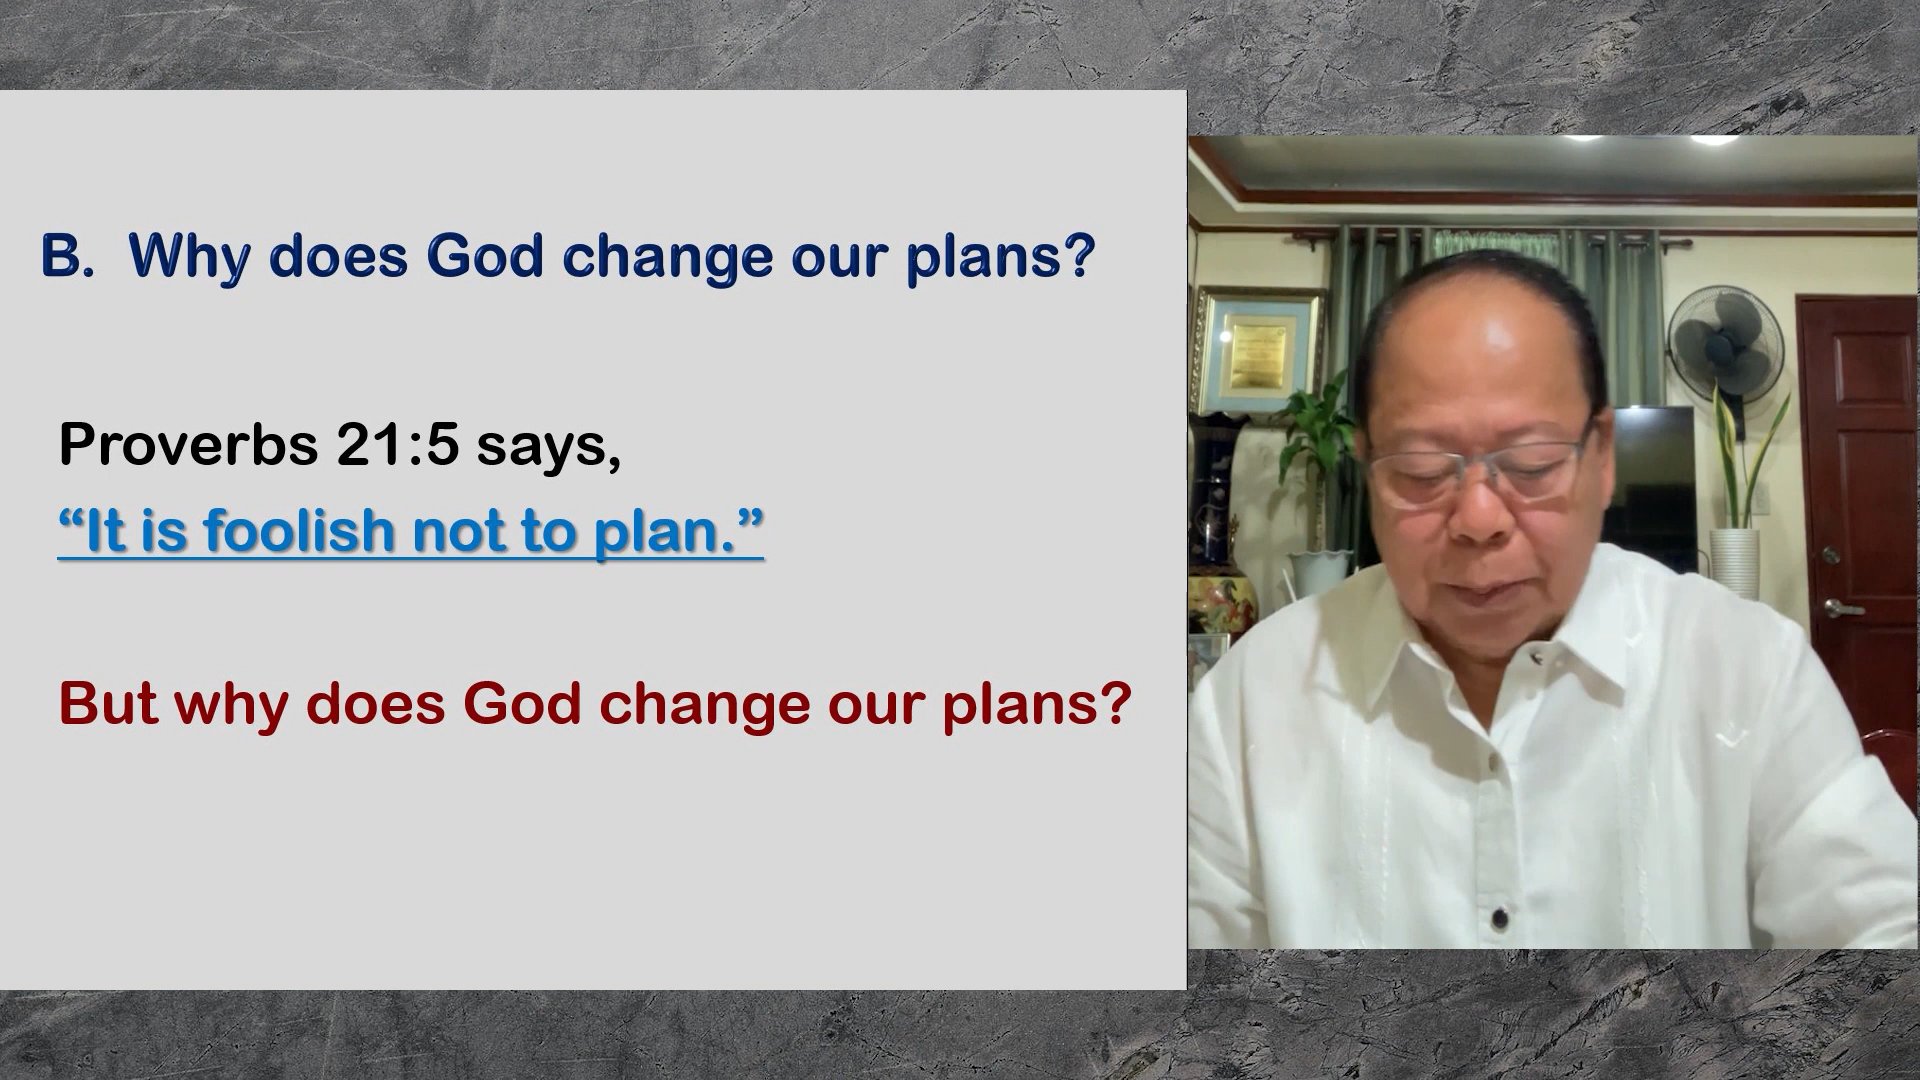 B. Why does God change our plans?
Proverbs 21:5 says,
“It is foolish not to plan.”
But why does God change our plans?